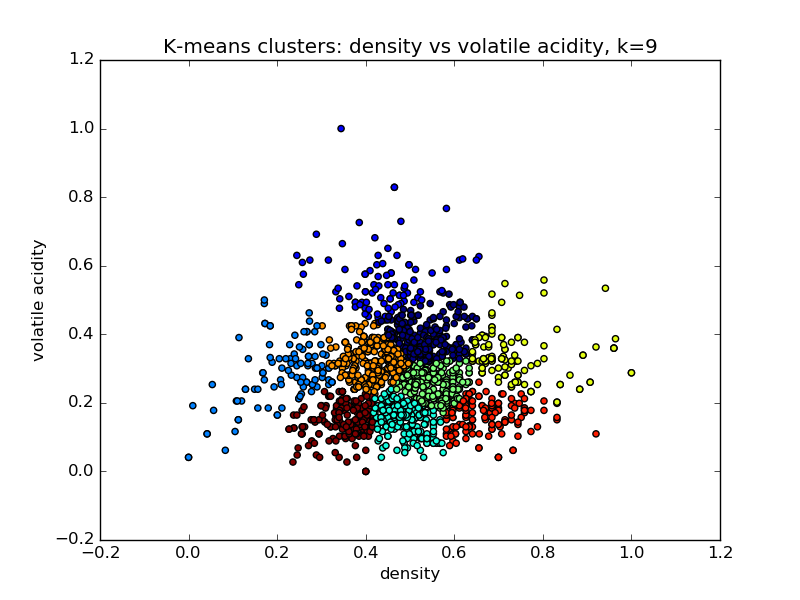 K-means clusters: density vs volatile acidity, k=9
1.2
1.0
0.8
0.6
0.4
0.2
0.0
−0.2
volatile acidity
−0.2 0.0 0.2 0.4 0.6 0.8 1.0 1.2
density